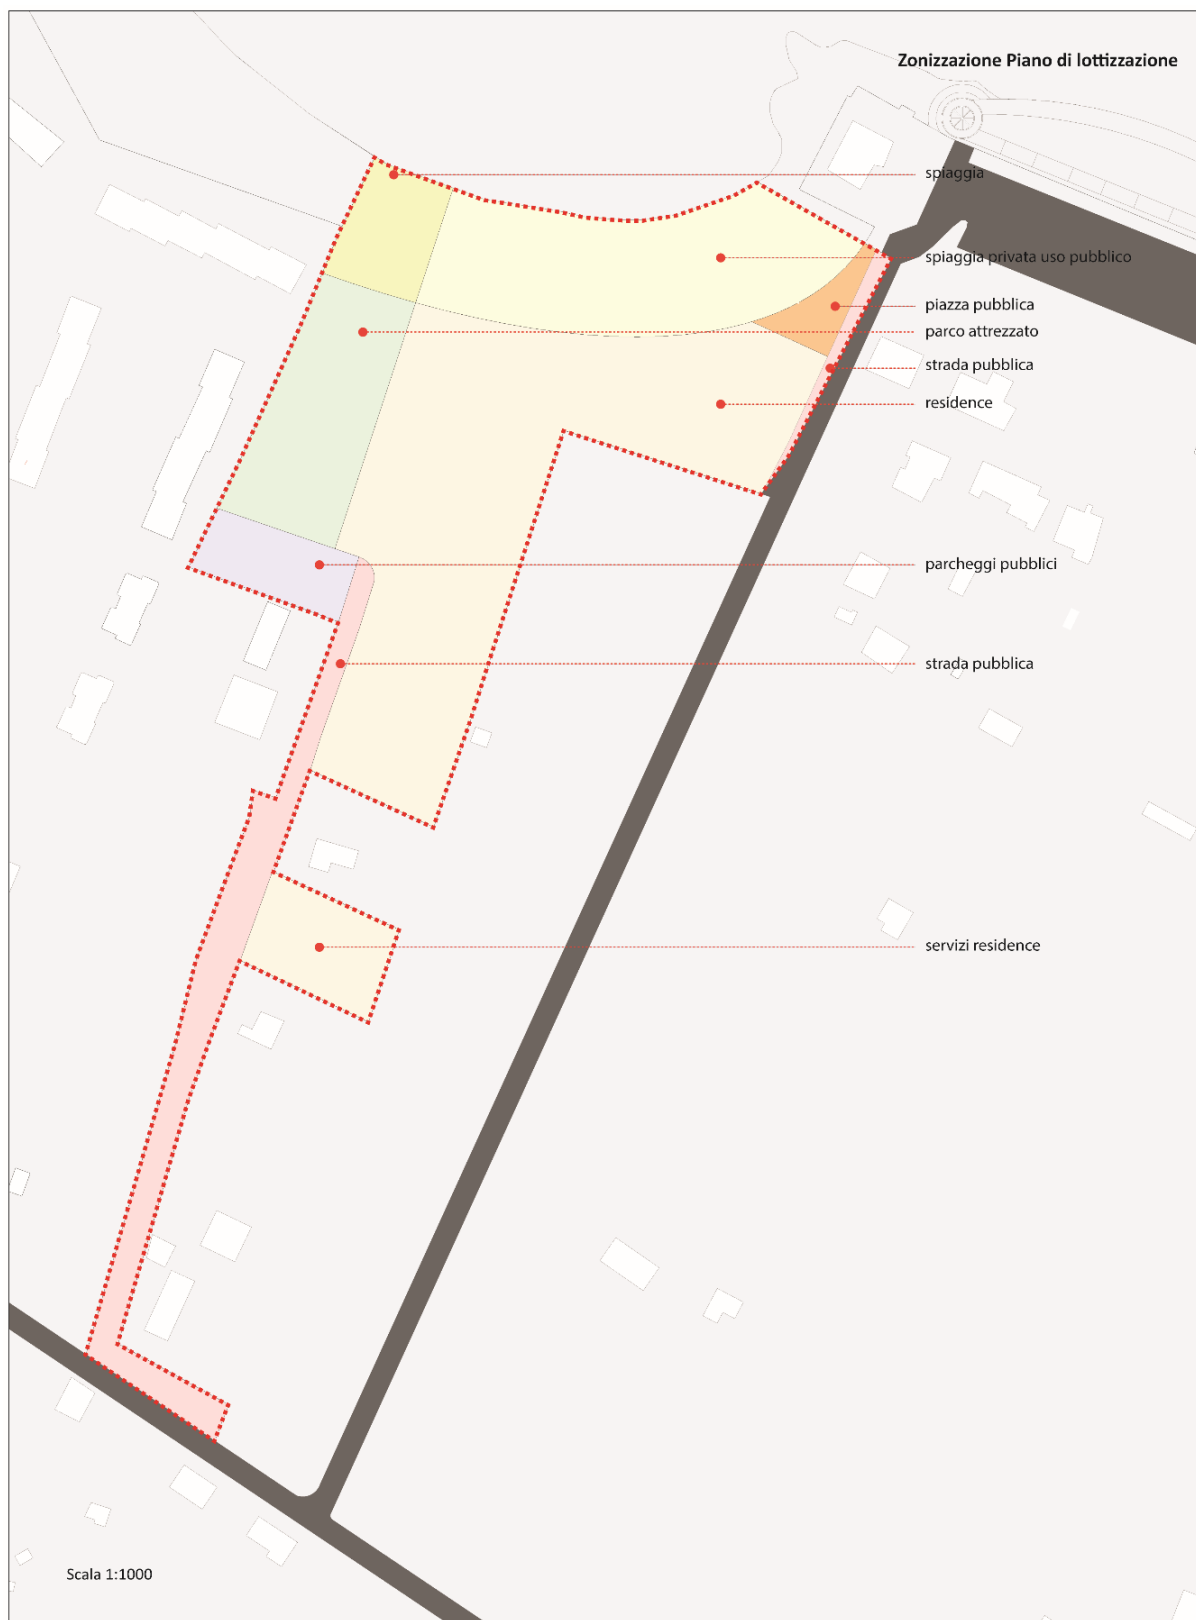 Zonizzazione Piano di lottizzazione
spiaggia
spiaggia privata uso pubblico
piazza pubblica
parco attrezzato
strada pubblica
residence
parcheggi pubblici
strada pubblica
servizi residence
Scala 1:1000